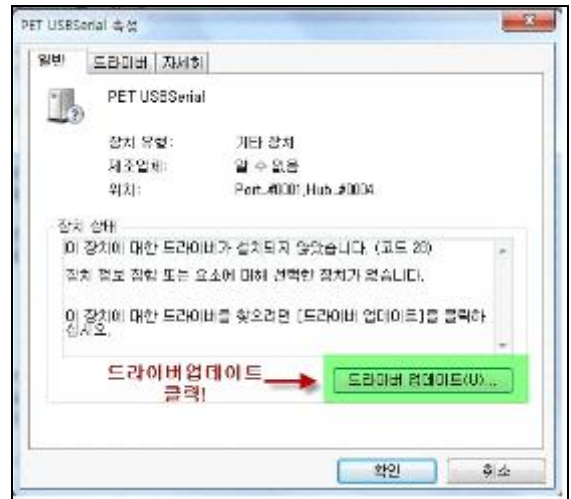 PET USBSerial 속성
일반 드라이버 자세히
PET USBSerial
장치 유형: 기타 장치
제조업체: 알 수 없음
위치: Port_#0001,Hub_#0004
장치 상태
이 장치에 대한 드라이버가 설치되지 않았습니다. (코드 28)
장치 정보 집합 또는 요소에 대해 선택한 장치가 없습니다.
이 장치에 대한 드라이버를 찾으려면 [드라이버 업데이트]를 클릭하
십시오.
드라이버업데이트
클릭!
드라이버 업데이트(U)...
확인 취소